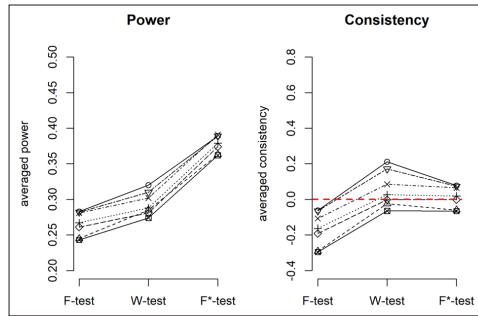 Power
averaged power
0.50
0.45
0.40
0.35
0.30
0.25
0.20
F-test W-test F*-test
Consistency
averaged consistency
0.8
0.6
0.4
0.2
0.0
-0.2
-0.4
F-test W-test F*-test